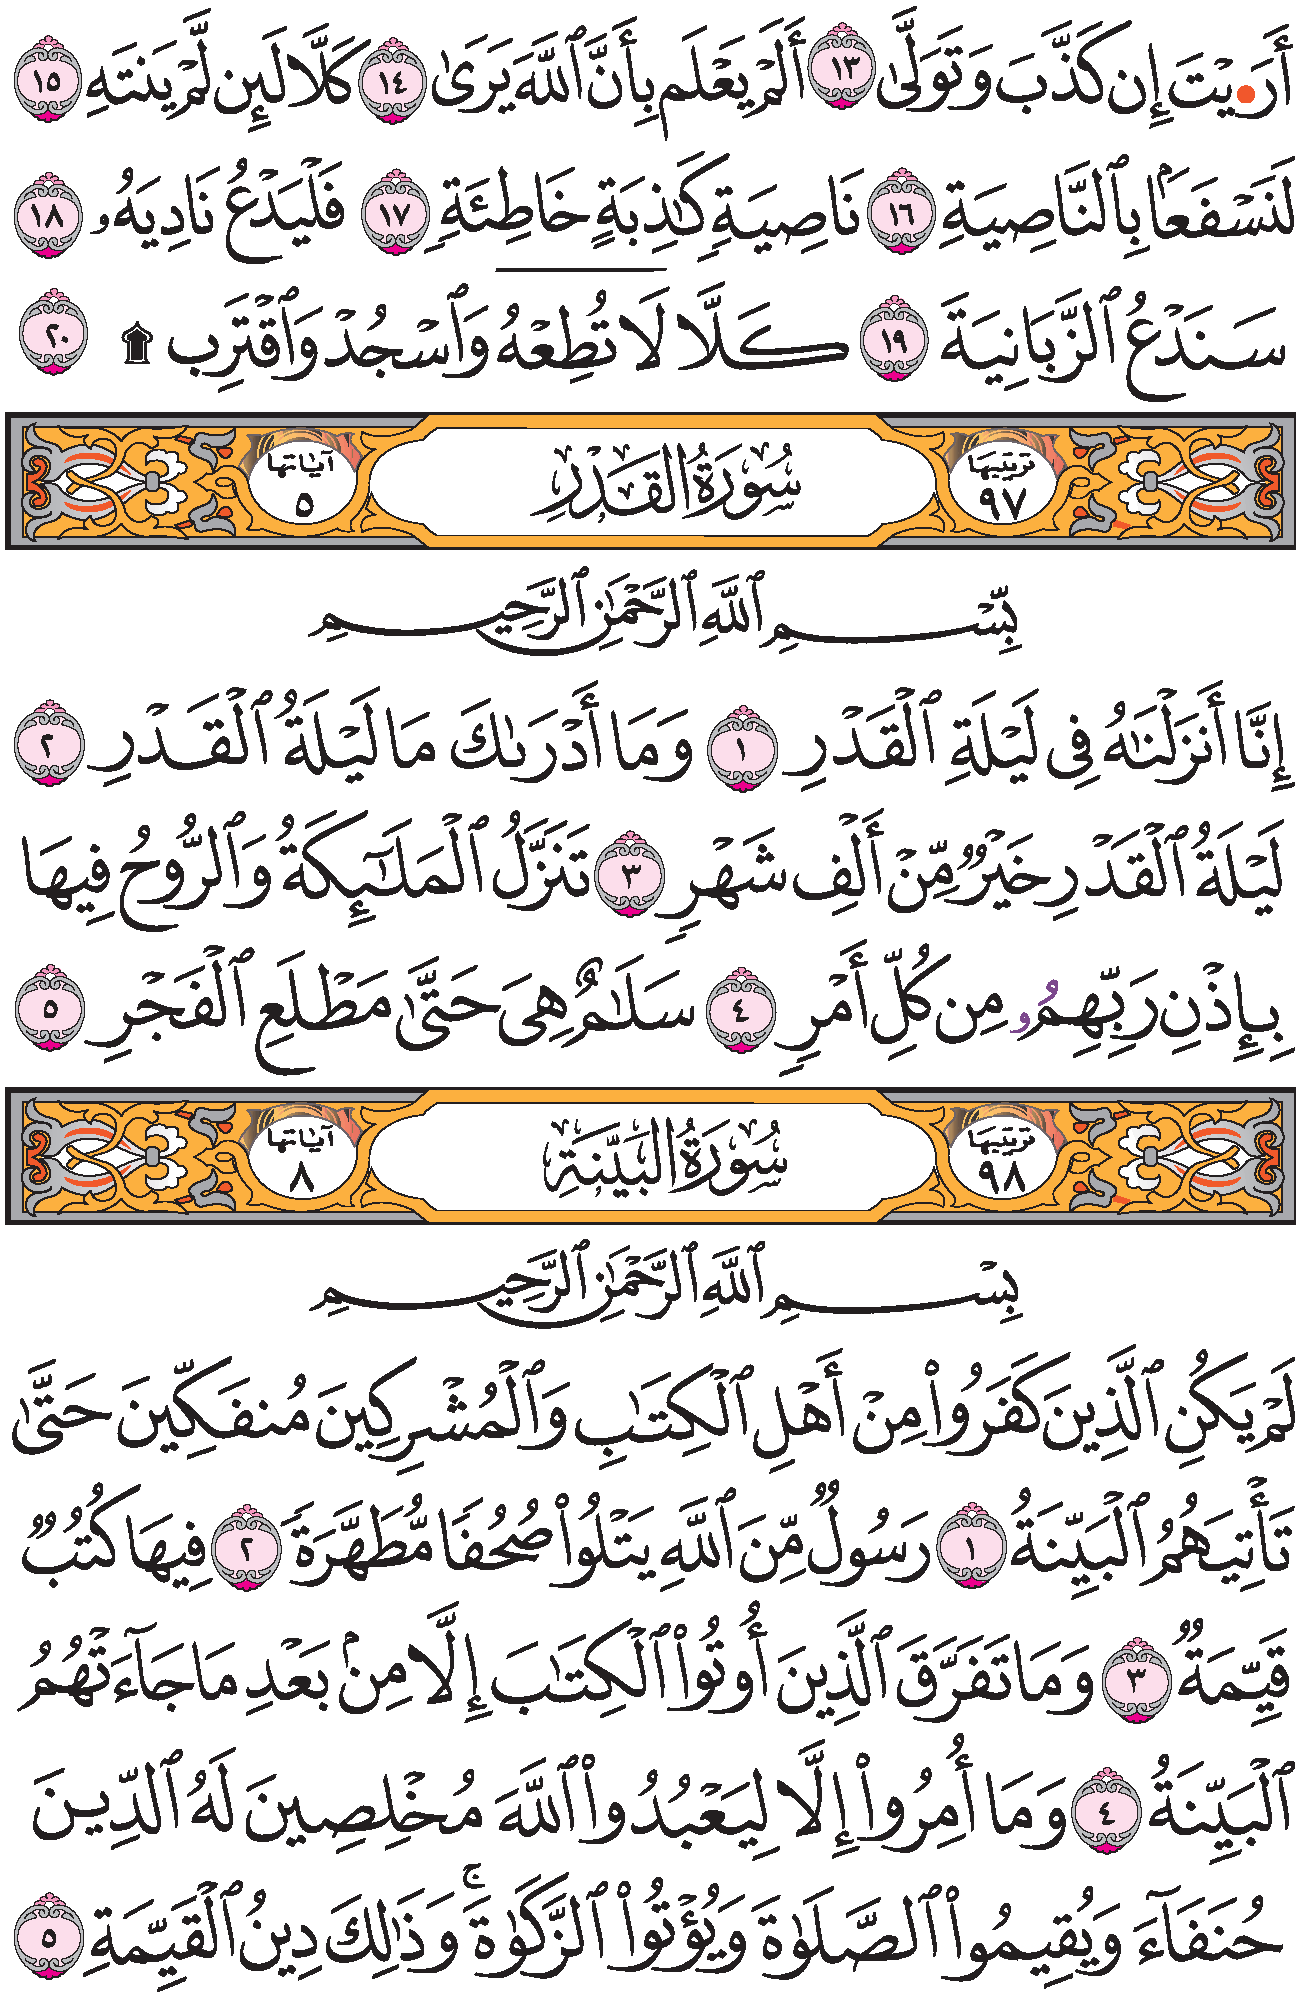 أَرَ•يْتَ إِن كَذَّبَ وَتَوَلَّىٰ ١٣ أَلَمْ يَعْلَم بِأَنَّ ٱللَّهَ يَرَىٰ ١٤ كَلَّا لَئِن لَّمْ يَنتَهِ ١٥
لَنَسْفَعَۢا بِٱلنَّاصِيَةِ ١٦ نَاصِيَةٍ كَٰذِبَةٍ خَاطِئَةٍ ١٧ فَلْيَدْعُ نَادِيَهُۥ ١٨
سَنَدْعُ ٱلزَّبَانِيَةَ ١٩ كَلَّا لَا تُطِعْهُ وَٱسْجُدْ وَٱقْتَرِب ۩ ٢٠
ترتيبها ٩٧ سُورَةُ الْقَدْرِ آياتها ٥
بِّسْمِ ٱللَّهِ ٱلرَّحْمَٰنِ ٱلرَّحِيمِ
إِنَّا أَنزَلْنَٰهُ فِى لَيْلَةِ ٱلْقَدْرِ ١ وَمَا أَدْرَىٰكَ مَا لَيْلَةُ ٱلْقَدْرِ ٢
لَيْلَةُ ٱلْقَدْرِ خَيْرٌ مِّنْ أَلْفِ شَهْرٍ ٣ تَنَزَّلُ ٱلْمَلَٰٓئِكَةُ وَٱلرُّوحُ فِيهَا
بِإِذْنِ رَبِّهِمُۥ مِن كُلِّ أَمْرٍ ٤ سَلَٰمٌ هِىَ حَتَّىٰ مَطْلَعِ ٱلْفَجْرِ ٥
ترتيبها ٩٨ سُورَةُ الْبَيِّنَةِ آياتها ٨
بِسْمِ ٱللَّهِ ٱلرَّحْمَٰنِ ٱلرَّحِيمِ
لَمْ يَكُنِ ٱلَّذِينَ كَفَرُوا۟ مِنْ أَهْلِ ٱلْكِتَٰبِ وَٱلْمُشْرِكِينَ مُنفَكِّينَ حَتَّىٰ
تَأْتِيَهُمُ ٱلْبَيِّنَةُ ١ رَسُولٌ مِّنَ ٱللَّهِ يَتْلُوا۟ صُحُفًا مُّطَهَّرَةً ٢ فِيهَا كُتُبٌ
قَيِّمَةٌ ٣ وَمَا تَفَرَّقَ ٱلَّذِينَ أُوتُوا۟ ٱلْكِتَٰبَ إِلَّا مِنۢ بَعْدِ مَا جَآءَتْهُمُ
ٱلْبَيِّنَةُ ٤ وَمَا أُمِرُوا۟ إِلَّا لِيَعْبُدُوا۟ ٱللَّهَ مُخْلِصِينَ لَهُ ٱلدِّينَ
حُنَفَآءَ وَيُقِيمُوا۟ ٱلصَّلَوٰةَ وَيُؤْتُوا۟ ٱلزَّكَوٰةَ ۚ وَذَٰلِكَ دِينُ ٱلْقَيِّمَةِ ٥